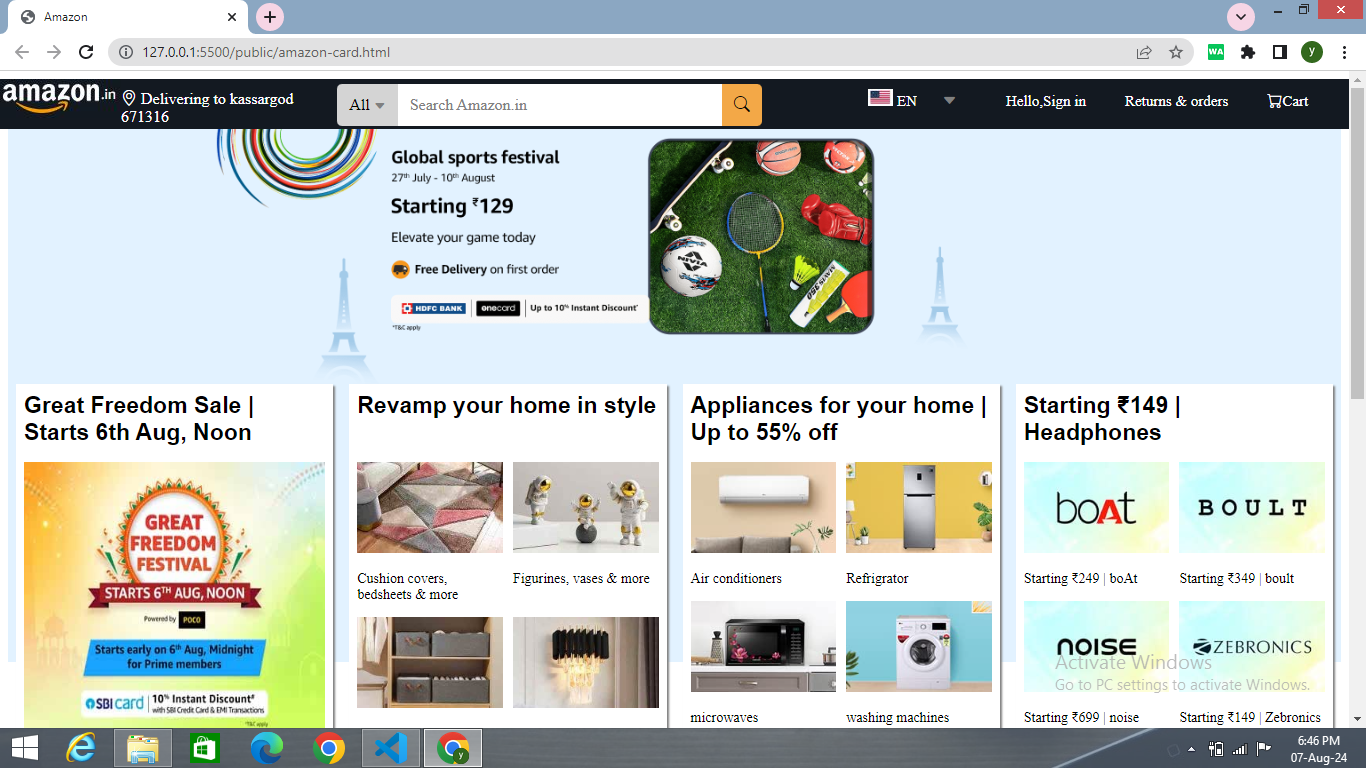 Amazon
127.0.0.1:5500/public/amazon-card.html
WA
y
amazon.in
Delivering to kassargod
671316
All
Search Amazon.in
EN
Hello,Sign in
Returns & orders
Cart
Global sports festival
27th July - 10th August
Starting ₹129
Elevate your game today
Free Delivery on first order
HDFC BANK | onecard | Up to 10% Instant Discount*
*T&C apply
NIVIA
MAVIS 350
Great Freedom Sale |
Starts 6th Aug, Noon
GREAT
FREEDOM
FESTIVAL
STARTS 6TH AUG, NOON
Powered by POCO
Starts early on 6th Aug, Midnight
for Prime members
SBI card | 10% Instant Discount#
with SBI Credit Card & EMI Transactions
*T&C apply
Revamp your home in style
Cushion covers,
bedsheets & more
Figurines, vases & more
Appliances for your home |
Up to 55% off
Air conditioners
Refrigrator
microwaves
washing machines
Starting ₹149 |
Headphones
boAt
BOULT
Starting ₹249 | boAt
Starting ₹349 | boult
noise
ZEBRONICS
Starting ₹699 | noise
Starting ₹149 | Zebronics
Activate Windows
Go to PC settings to activate Windows.
y
6:46 PM
07-Aug-24